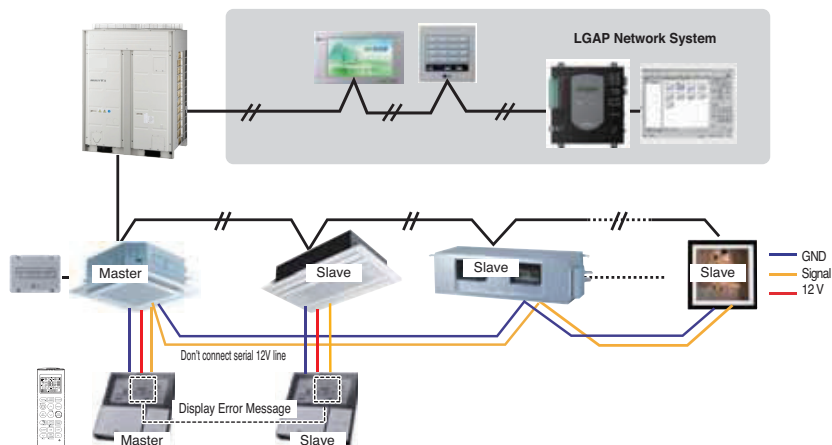 LGAP Network System
Master
Slave
Slave
Slave
GND
Signal
12 V
Don't connect serial 12V line
Display Error Message
Master
Slave